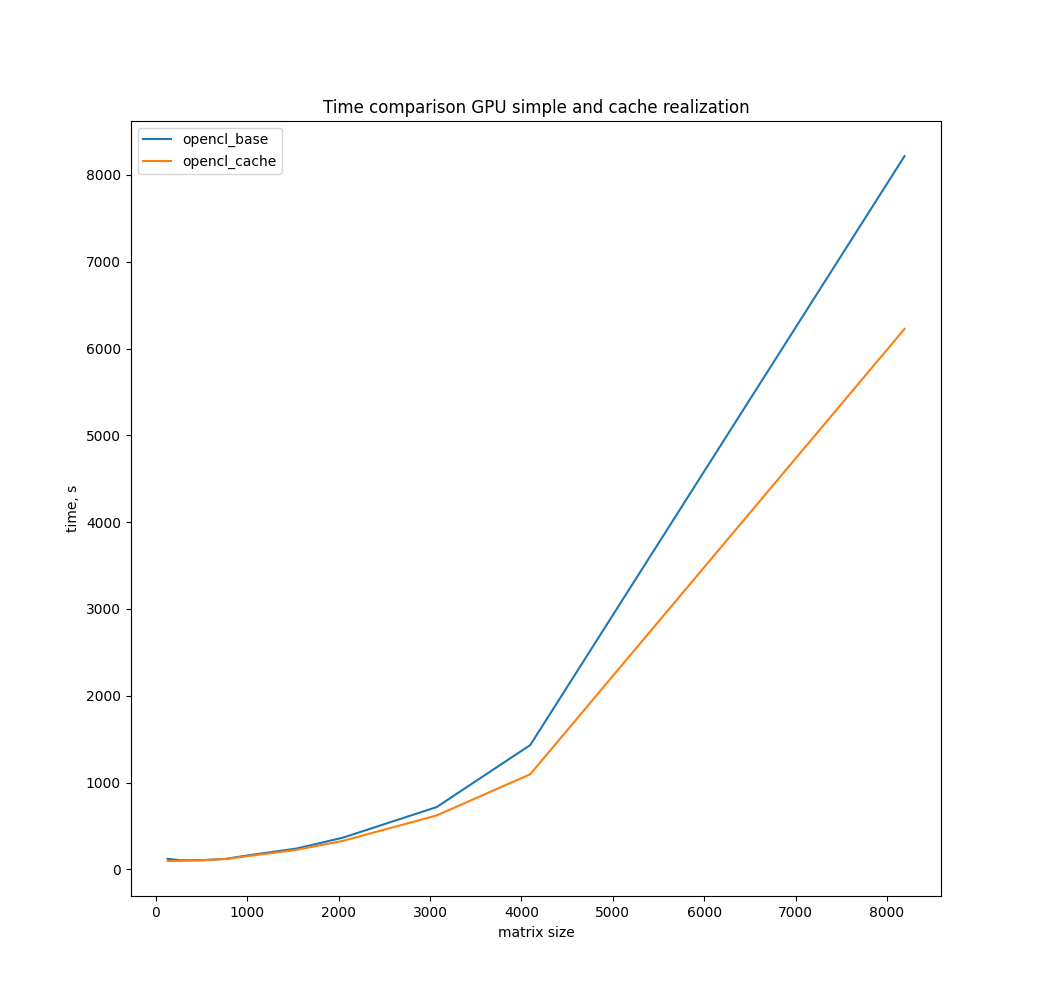 Time comparison GPU simple and cache realization
opencl_base
opencl_cache
8000
7000
6000
5000
4000
3000
2000
1000
0
time, s
0 1000 2000 3000 4000 5000 6000 7000 8000
matrix size